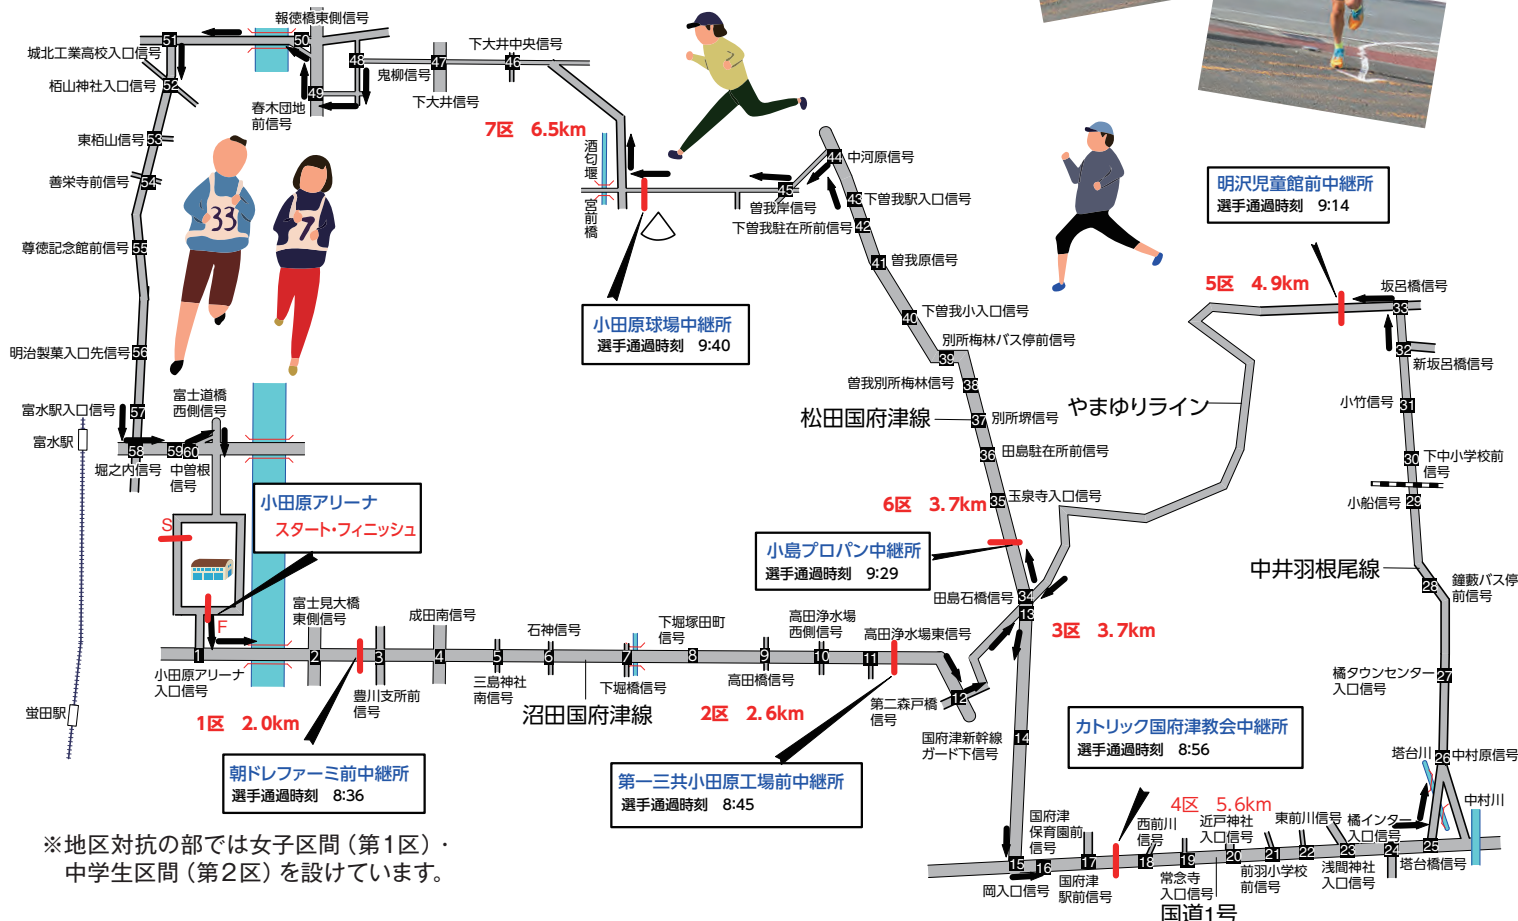 報徳橋東側信号
51
50
城北工業高校入口信号
52
栢山神社入口信号
48
49
春木団地
前信号
鬼柳信号
47
下大井信号
下大井中央信号
46
7区 6.5km
53
東栢山信号
54
善栄寺前信号
55
尊徳記念館前信号
56
明治製菓入口先信号
57
富水駅入口信号
富水駅
58
堀之内信号
59
60
中曽根
信号
富士道橋
西側信号
33
7
酒匂堰
宮前橋
44
中河原信号
45
曽我岸信号
43
下曽我駅入口信号
42
下曽我駐在所前信号
41
曽我原信号
40
下曽我小入口信号
39
別所梅林バス停前信号
38
曽我別所梅林信号
37
別所堺信号
松田国府津線
36
田島駐在所前信号
35
玉泉寺入口信号
6区 3.7km
小田原球場中継所
選手通過時刻 9:40
明沢児童館前中継所
選手通過時刻 9:14
5区 4.9km
坂呂橋信号
33
32
新坂呂橋信号
やまゆりライン
31
小竹信号
30
下中小学校前
信号
29
小船信号
中井羽根尾線
28
鐘藪バス停
前信号
27
橘タウンセンター
入口信号
26
中村原信号
塔台川
中村川
小田原アリーナ
スタート・フィニッシュ
S
F
小島プロパン中継所
選手通過時刻 9:29
34
田島石橋信号
13
3区 3.7km
1
小田原アリーナ
入口信号
2
富士見大橋
東側信号
3
豊川支所前
信号
4
成田南信号
5
三島神社
南信号
6
石神信号
7
下堀橋信号
8
下堀塚田町
信号
9
高田橋信号
10
高田浄水場
西側信号
11
高田浄水場東信号
12
第二森戸橋
信号
沼田国府津線
1区 2.0km
2区 2.6km
蛍田駅
朝ドレファーミ前中継所
選手通過時刻 8:36
第一三共小田原工場前中継所
選手通過時刻 8:45
14
国府津新幹線
ガード下信号
カトリック国府津教会中継所
選手通過時刻 8:56
4区 5.6km
15
岡入口信号
16
国府津
保育園前
信号
17
国府津
駅前信号
18
西前川
信号
19
常念寺
入口信号
20
近戸神社
入口信号
21
前羽小学校
前信号
22
東前川信号
23
浅間神社
入口信号
24
橘インター
入口信号
25
塔台橋信号
国道1号
※地区対抗の部では女子区間（第1区）・
中学生区間（第2区）を設けています。